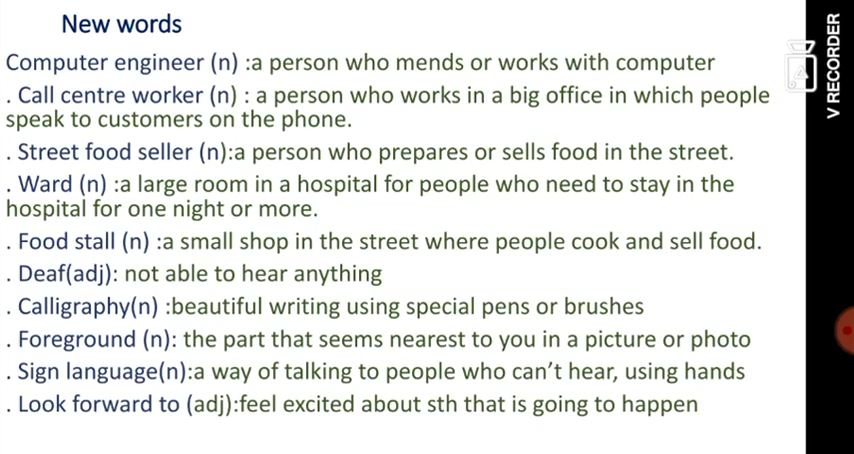 New words
Computer engineer (n) :a person who mends or works with computer
. Call centre worker (n) : a person who works in a big office in which people
speak to customers on the phone.
. Street food seller (n):a person who prepares or sells food in the street.
. Ward (n) :a large room in a hospital for people who need to stay in the
hospital for one night or more.
. Food stall (n) :a small shop in the street where people cook and sell food.
. Deaf(adj): not able to hear anything
. Calligraphy(n) :beautiful writing using special pens or brushes
. Foreground (n): the part that seems nearest to you in a picture or photo
. Sign language(n):a way of talking to people who can’t hear, using hands
. Look forward to (adj):feel excited about sth that is going to happen
V RECORDER